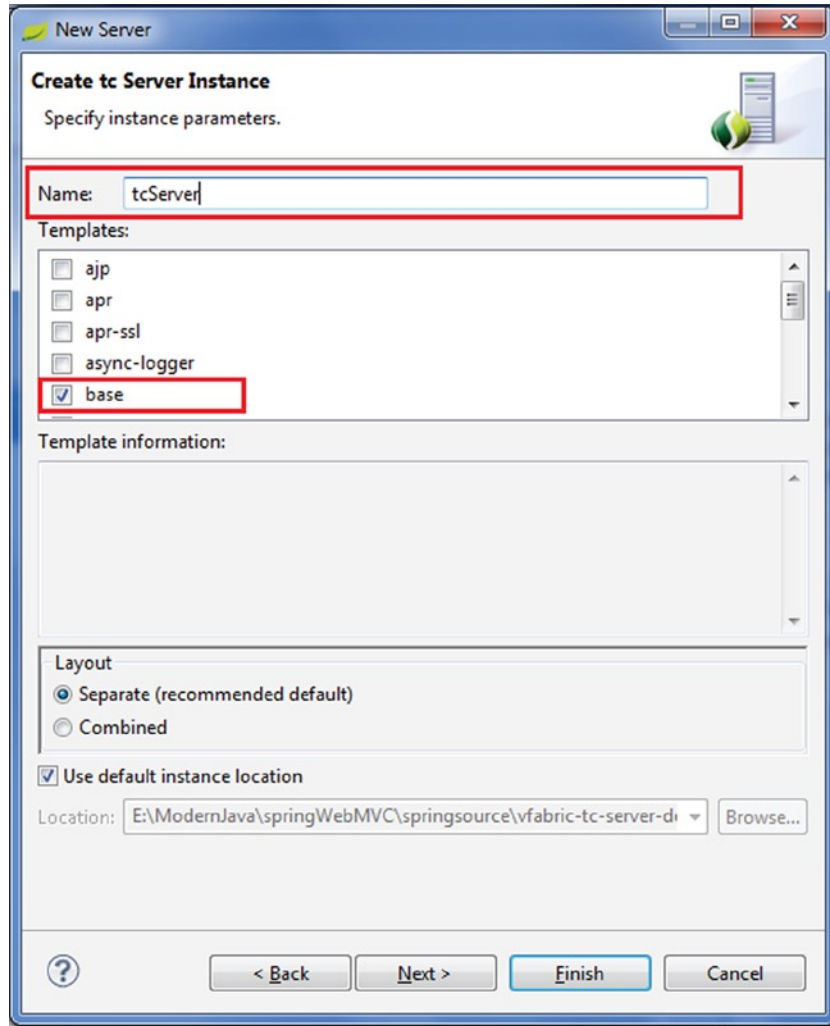 New Server
Create tc Server Instance
Specify instance parameters.
Name: tcServer
Templates:
ajp
apr
apr-ssl
async-logger
base
Template information:
Layout
Separate (recommended default)
Combined
Use default instance location
Location: E:\ModernJava\springWebMVC\springsource\vfabric-tc-server-d Browse...
< Back Next > Finish Cancel